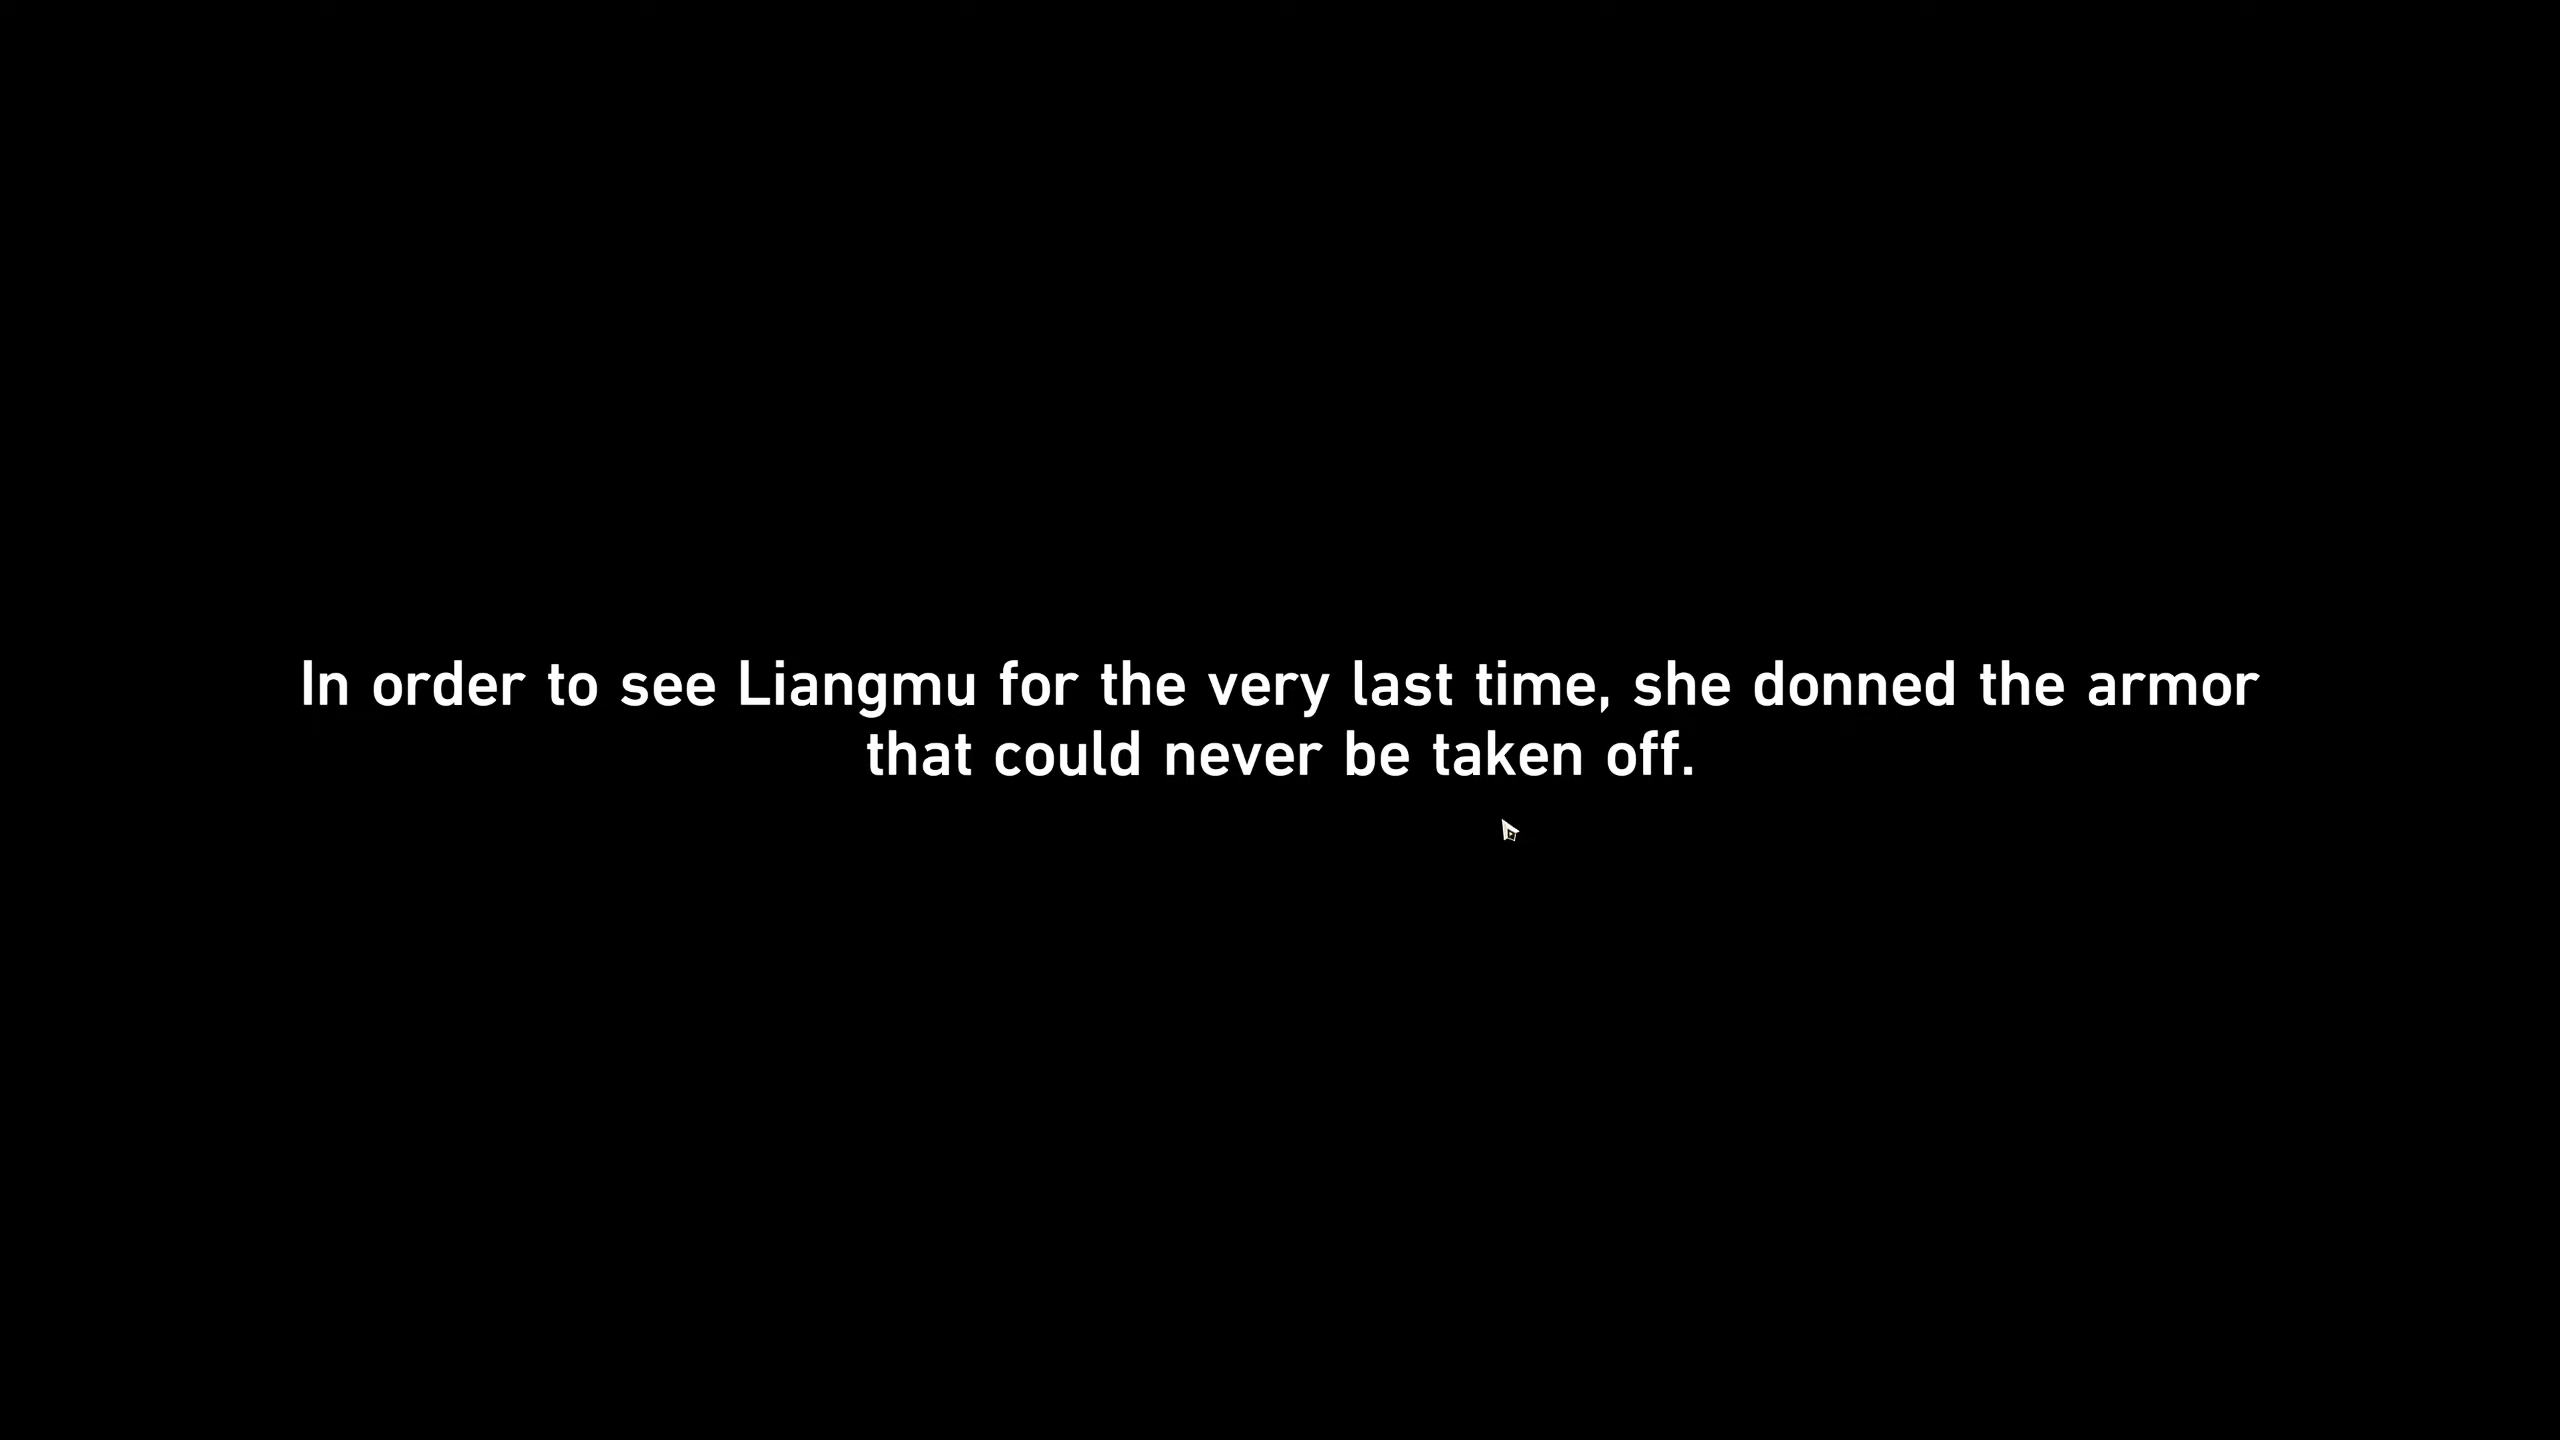 In order to see Liangmu for the very last time, she donned the armor
that could never be taken off.